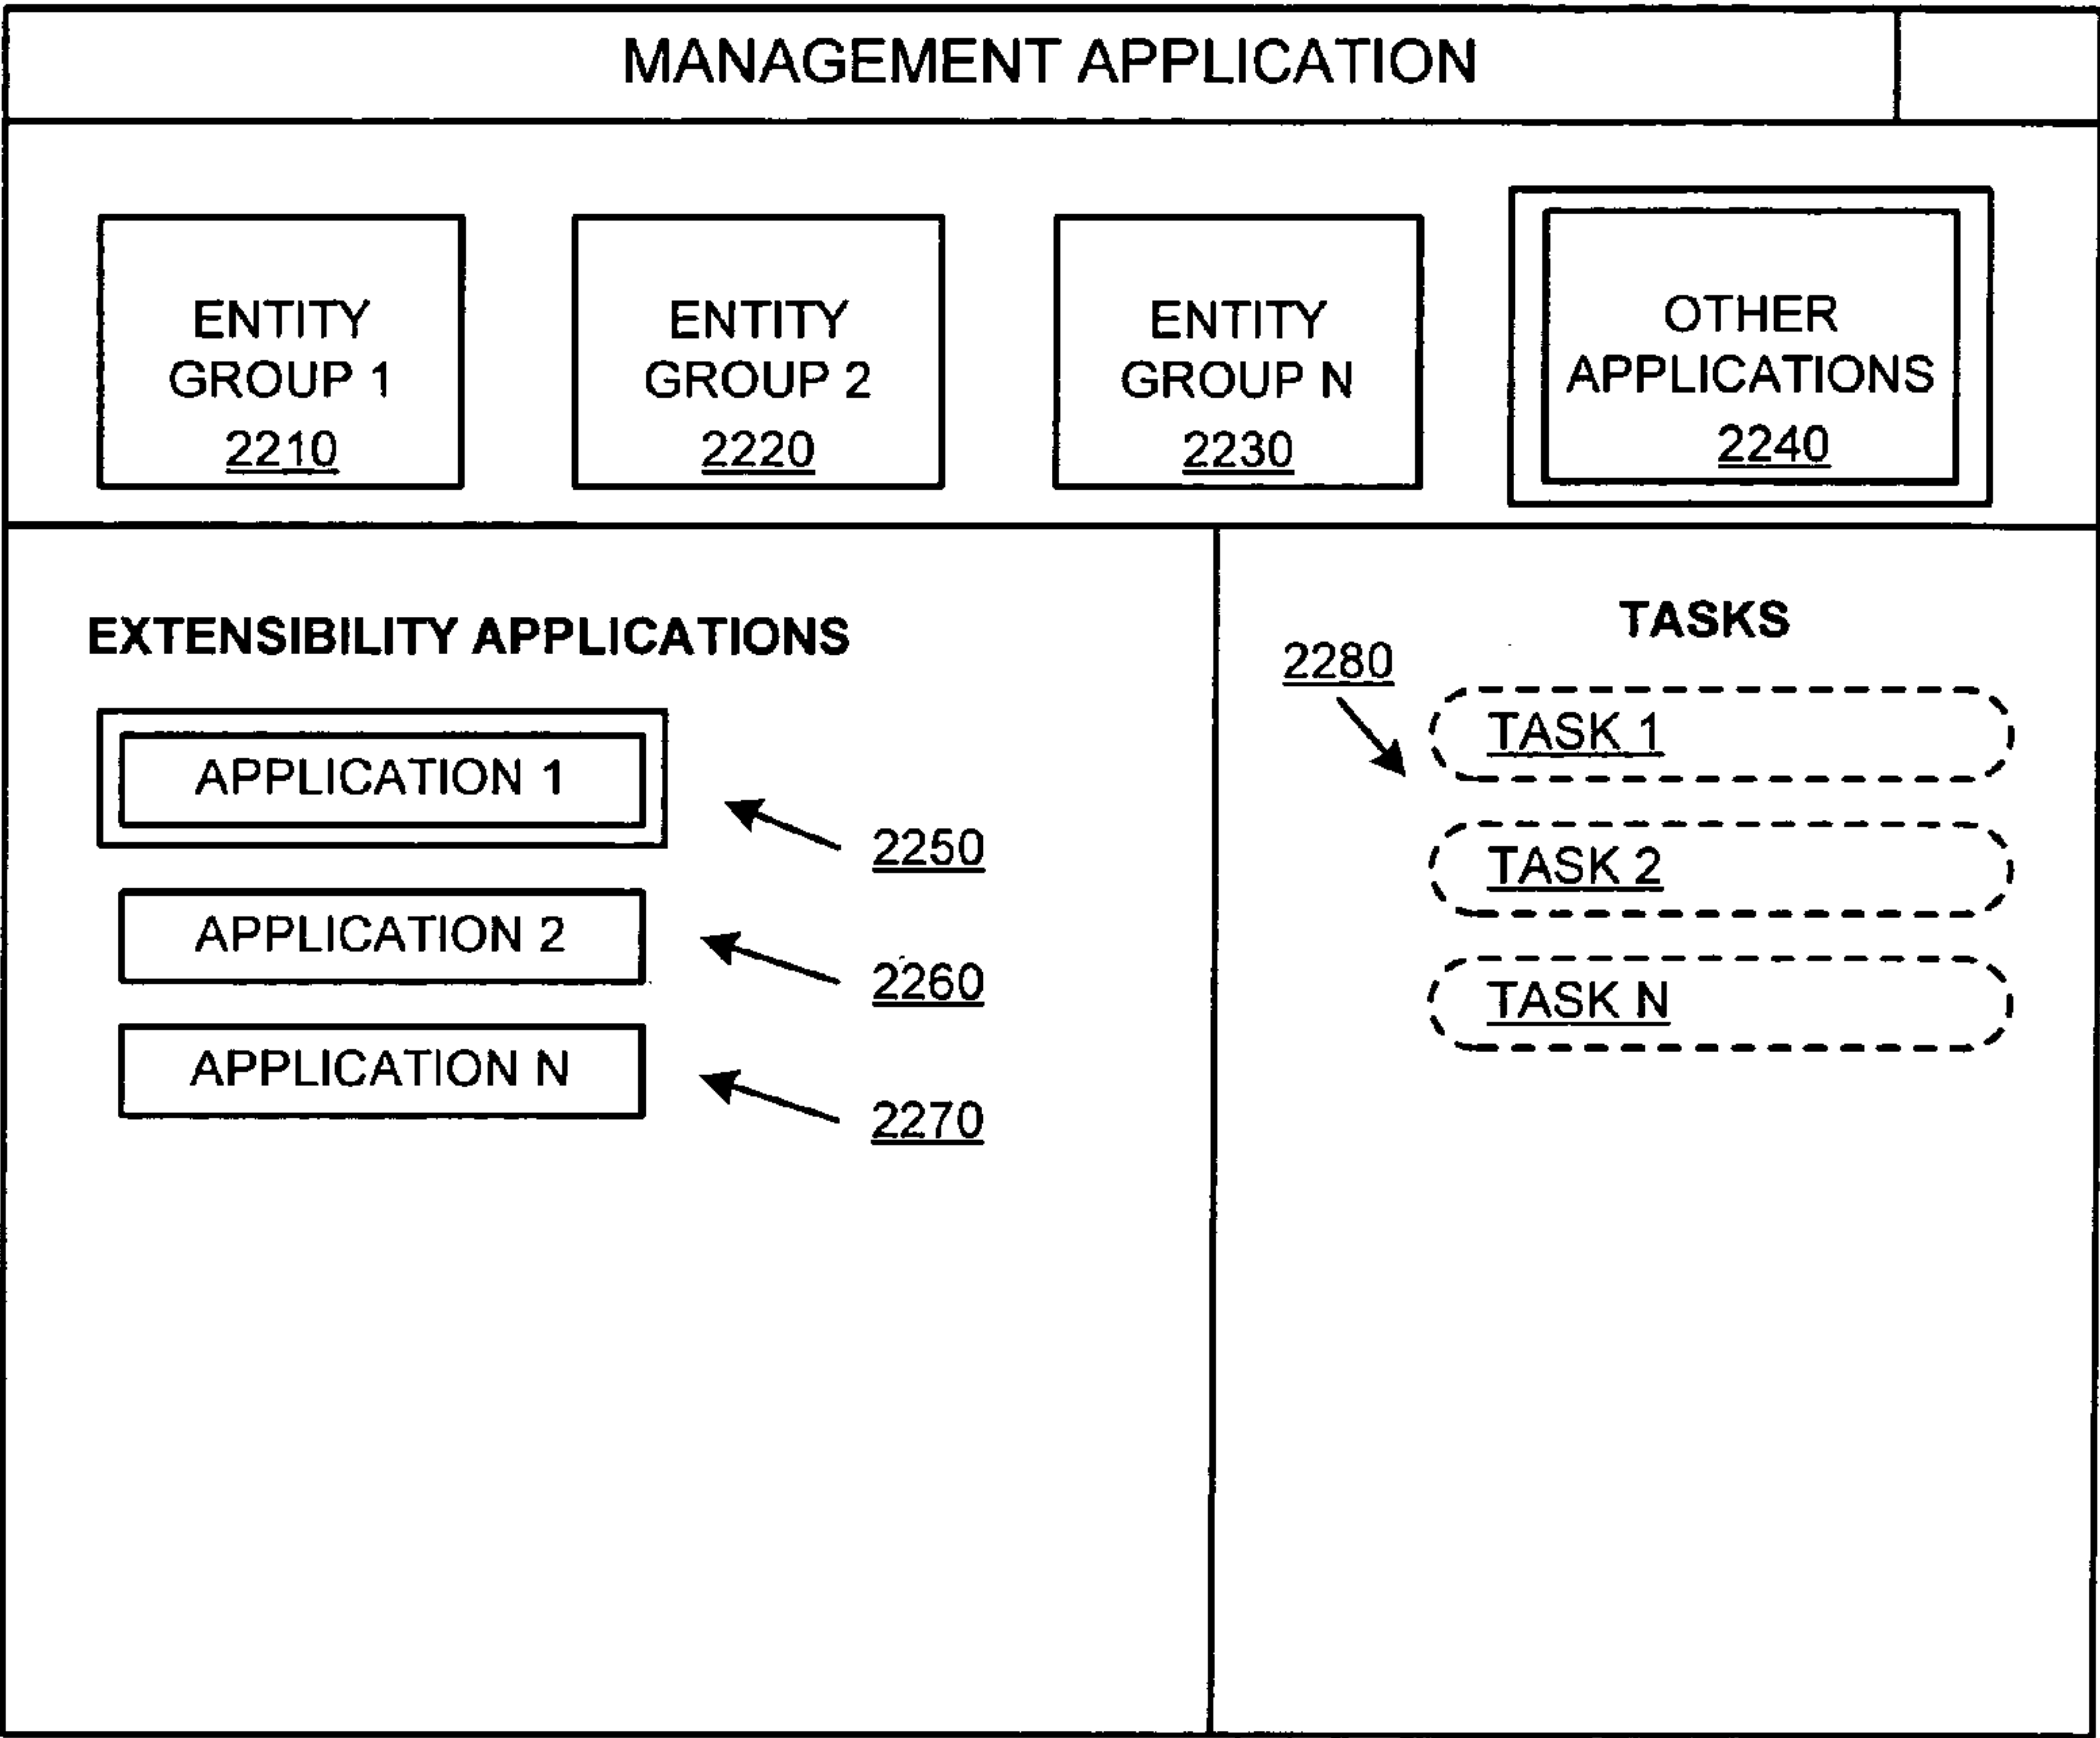 MANAGEMENT APPLICATION
ENTITY
GROUP 1
2210
ENTITY
GROUP 2
2220
ENTITY
GROUP N
2230
OTHER
APPLICATIONS
2240
EXTENSIBILITY APPLICATIONS
APPLICATION 1
2250
APPLICATION 2
2260
APPLICATION N
2270
TASKS
2280
TASK 1
TASK 2
TASK N